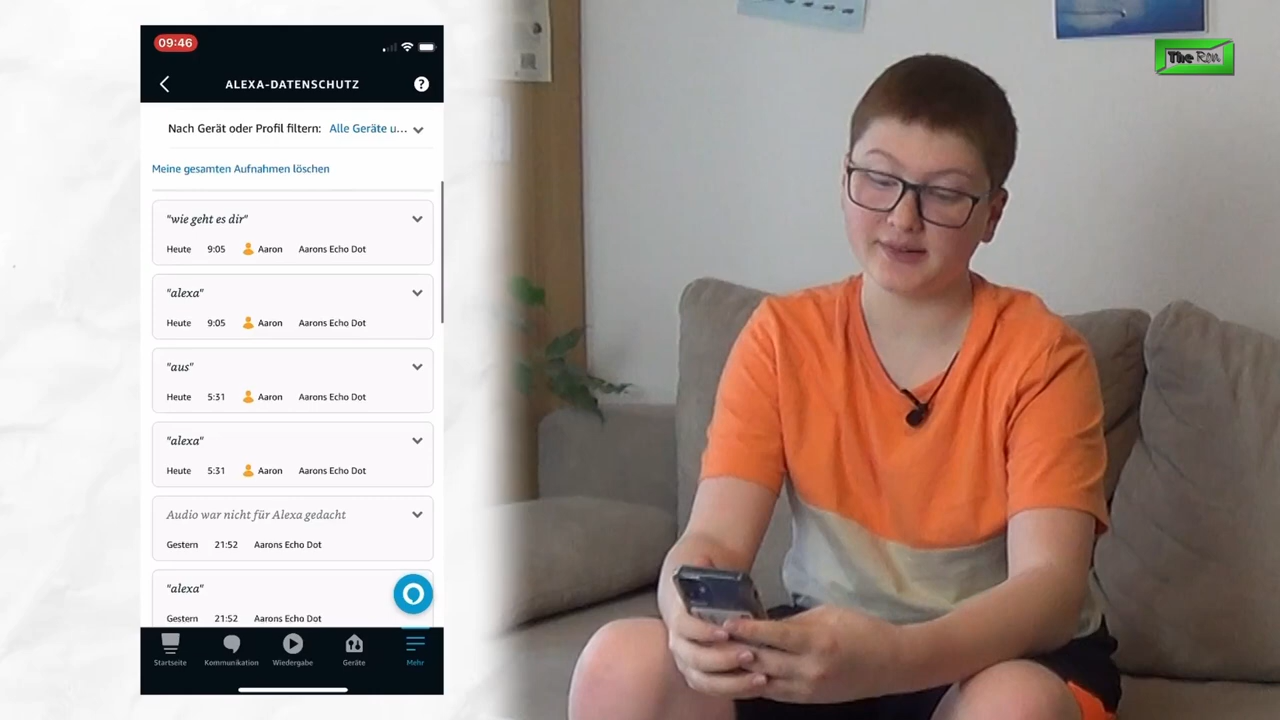 09:46
ALEXA-DATENSCHUTZ
?
Nach Gerät oder Profil filtern: Alle Geräte u...
Meine gesamten Aufnahmen löschen
"wie geht es dir"
Heute 9:05 Aaron Aarons Echo Dot
"alexa"
Heute 9:05 Aaron Aarons Echo Dot
"aus"
Heute 5:31 Aaron Aarons Echo Dot
"alexa"
Heute 5:31 Aaron Aarons Echo Dot
Audio war nicht für Alexa gedacht
Gestern 21:52 Aarons Echo Dot
"alexa"
Gestern 21:52 Aarons Echo Dot
Startseite Kommunikation Wiedergabe Geräte Mehr
The Ron